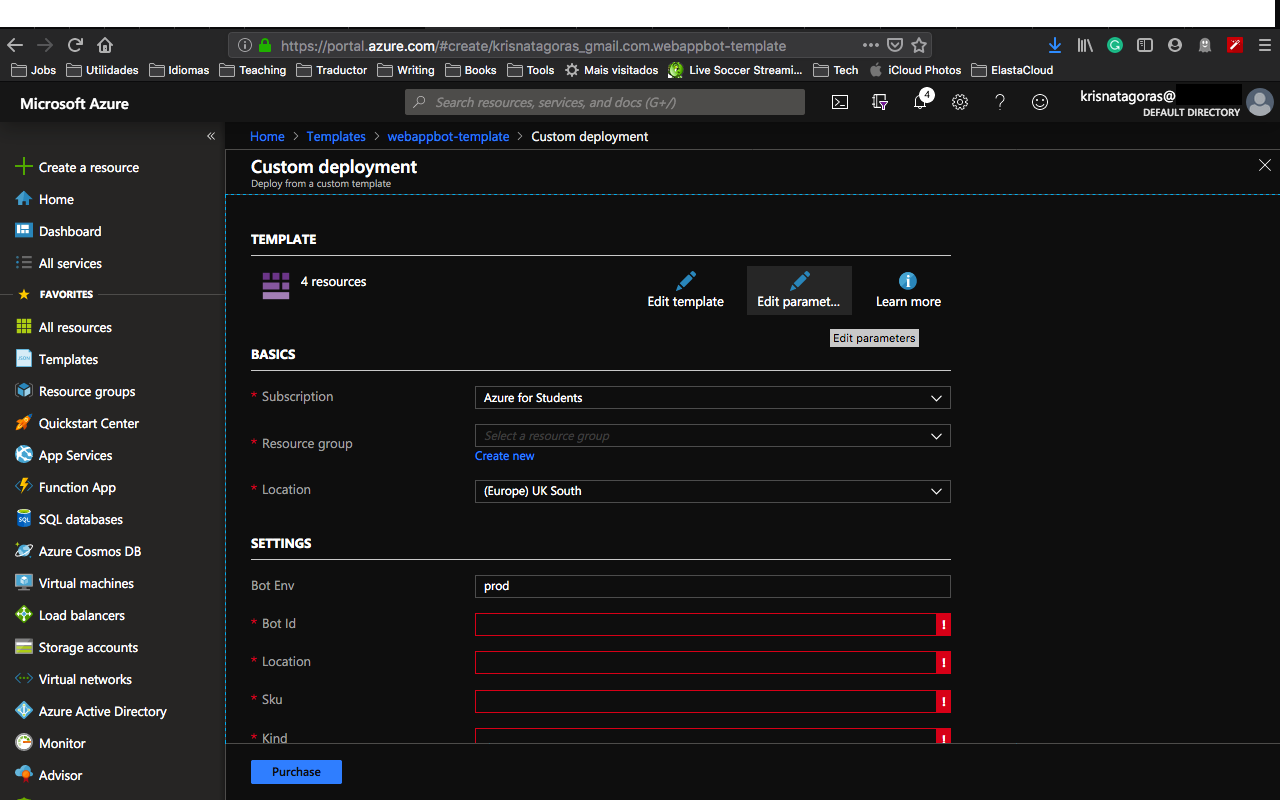 https://portal.azure.com/#create/krisnatagoras_gmail.com.webappbot-template
Jobs Utilidades Idiomas Teaching Traductor Writing Books Tools Mais visitados Live Soccer Streami... Tech iCloud Photos ElastaCloud
Microsoft Azure
Search resources, services, and docs (G+/)
4
krisnatagoras@
DEFAULT DIRECTORY
«
Create a resource
Home
Dashboard
All services
FAVORITES
All resources
Templates
Resource groups
Quickstart Center
App Services
Function App
SQL databases
Azure Cosmos DB
Virtual machines
Load balancers
Storage accounts
Virtual networks
Azure Active Directory
Monitor
Advisor
Home > Templates > webappbot-template > Custom deployment
Custom deployment
Deploy from a custom template
TEMPLATE
4 resources
Edit template
Edit paramet...
Learn more
Edit parameters
BASICS
* Subscription
Azure for Students
* Resource group
Select a resource group
Create new
* Location
(Europe) UK South
SETTINGS
Bot Env
prod
* Bot Id
!
* Location
!
* Sku
!
* Kind
!
Purchase